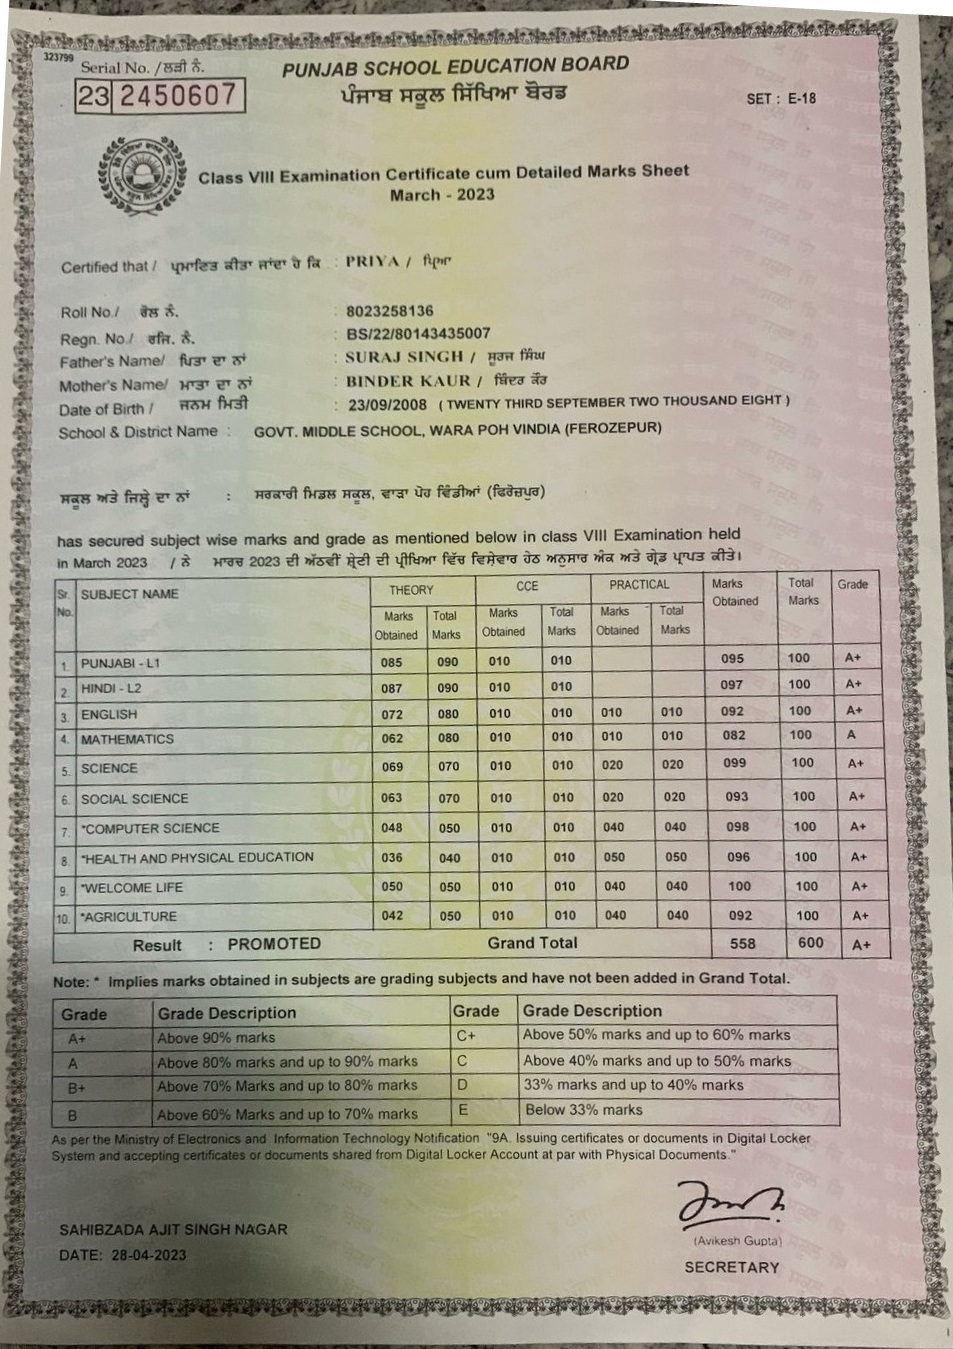 323799
Serial No. /ਲੜੀ ਨੰ.
23 2450607
PUNJAB SCHOOL EDUCATION BOARD
ਪੰਜਾਬ ਸਕੂਲ ਸਿੱਖਿਆ ਬੋਰਡ
SET : E-18
Class VIII Examination Certificate cum Detailed Marks Sheet
March - 2023
Certified that / ਪ੍ਰਮਾਣਿਤ ਕੀਤਾ ਜਾਂਦਾ ਹੈ ਕਿ : PRIYA / ਪ੍ਰਿਆ
Roll No./ ਰੋਲ ਨੰ. : 8023258136
Regn. No./ ਰਜਿ. ਨੰ. : BS/22/80143435007
Father's Name/ ਪਿਤਾ ਦਾ ਨਾਂ : SURAJ SINGH / ਸੂਰਜ ਸਿੰਘ
Mother's Name/ ਮਾਤਾ ਦਾ ਨਾਂ : BINDER KAUR / ਬਿੰਦਰ ਕੌਰ
Date of Birth / ਜਨਮ ਮਿਤੀ : 23/09/2008 ( TWENTY THIRD SEPTEMBER TWO THOUSAND EIGHT )
School & District Name : GOVT. MIDDLE SCHOOL, WARA POH VINDIA (FEROZEPUR)
ਸਕੂਲ ਅਤੇ ਜਿਲ੍ਹੇ ਦਾ ਨਾਂ : ਸਰਕਾਰੀ ਮਿਡਲ ਸਕੂਲ, ਵਾੜਾ ਪੋਹ ਵਿੰਡੀਆਂ (ਫਿਰੋਜ਼ਪੁਰ)
has secured subject wise marks and grade as mentioned below in class VIII Examination held
in March 2023 / ਨੇ ਮਾਰਚ 2023 ਦੀ ਅੱਠਵੀਂ ਸ਼੍ਰੇਣੀ ਦੀ ਪ੍ਰੀਖਿਆ ਵਿੱਚ ਵਿਸ਼ੇਵਾਰ ਹੇਠ ਅਨੁਸਾਰ ਅੰਕ ਅਤੇ ਗ੍ਰੇਡ ਪ੍ਰਾਪਤ ਕੀਤੇ।
Sr. No. SUBJECT NAME THEORY CCE PRACTICAL Marks Obtained Total Marks Grade
Marks Obtained Total Marks Marks Obtained Total Marks Marks Obtained Total Marks
1. PUNJABI - L1 085 090 010 010 095 100 A+
2. HINDI - L2 087 090 010 010 097 100 A+
3. ENGLISH 072 080 010 010 010 010 092 100 A+
4. MATHEMATICS 062 080 010 010 010 010 082 100 A
5. SCIENCE 069 070 010 010 020 020 099 100 A+
6. SOCIAL SCIENCE 063 070 010 010 020 020 093 100 A+
7. *COMPUTER SCIENCE 048 050 010 010 040 040 098 100 A+
8. *HEALTH AND PHYSICAL EDUCATION 036 040 010 010 050 050 096 100 A+
9. *WELCOME LIFE 050 050 010 010 040 040 100 100 A+
10. *AGRICULTURE 042 050 010 010 040 040 092 100 A+
Result : PROMOTED Grand Total 558 600 A+
Note: * Implies marks obtained in subjects are grading subjects and have not been added in Grand Total.
Grade Grade Description Grade Grade Description
A+ Above 90% marks C+ Above 50% marks and up to 60% marks
A Above 80% marks and up to 90% marks C Above 40% marks and up to 50% marks
B+ Above 70% Marks and up to 80% marks D 33% marks and up to 40% marks
B Above 60% Marks and up to 70% marks E Below 33% marks
As per the Ministry of Electronics and Information Technology Notification "9A. Issuing certificates or documents in Digital Locker
System and accepting certificates or documents shared from Digital Locker Account at par with Physical Documents."
SAHIBZADA AJIT SINGH NAGAR
DATE: 28-04-2023
(Avikesh Gupta)
SECRETARY